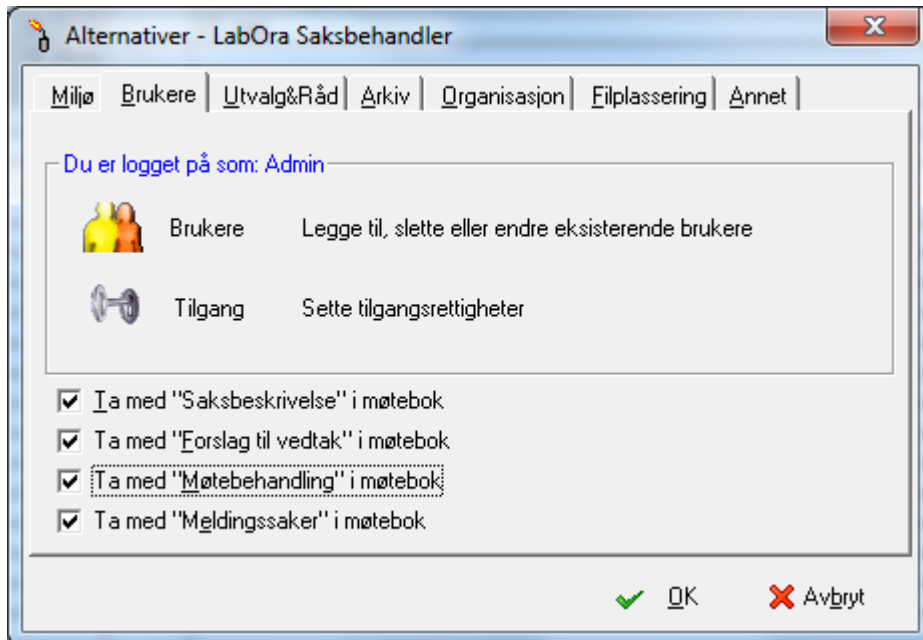 Alternativer - LabOra Saksbehandler
Miljø Brukere Utvalg&Råd Arkiv Organisasjon Filplassering Annet
Du er logget på som: Admin
Brukere Legge til, slette eller endre eksisterende brukere
Tilgang Sette tilgangsrettigheter
Ta med "Saksbeskrivelse" i møtebok
Ta med "Forslag til vedtak" i møtebok
Ta med "Møtebehandling" i møtebok
Ta med "Meldingssaker" i møtebok
OK Avbryt